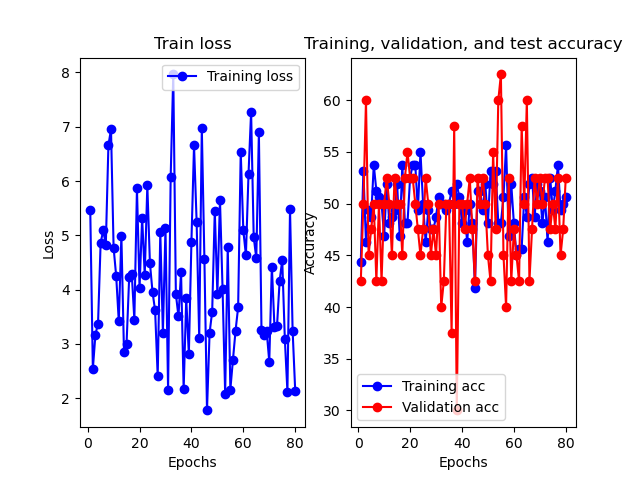 Train loss
Training, validation, and test accuracy
Loss
8
7
6
5
4
3
2
0
20
40
60
80
Epochs
Training loss
Accuracy
60
55
50
45
40
35
30
0
20
40
60
80
Epochs
Training acc
Validation acc